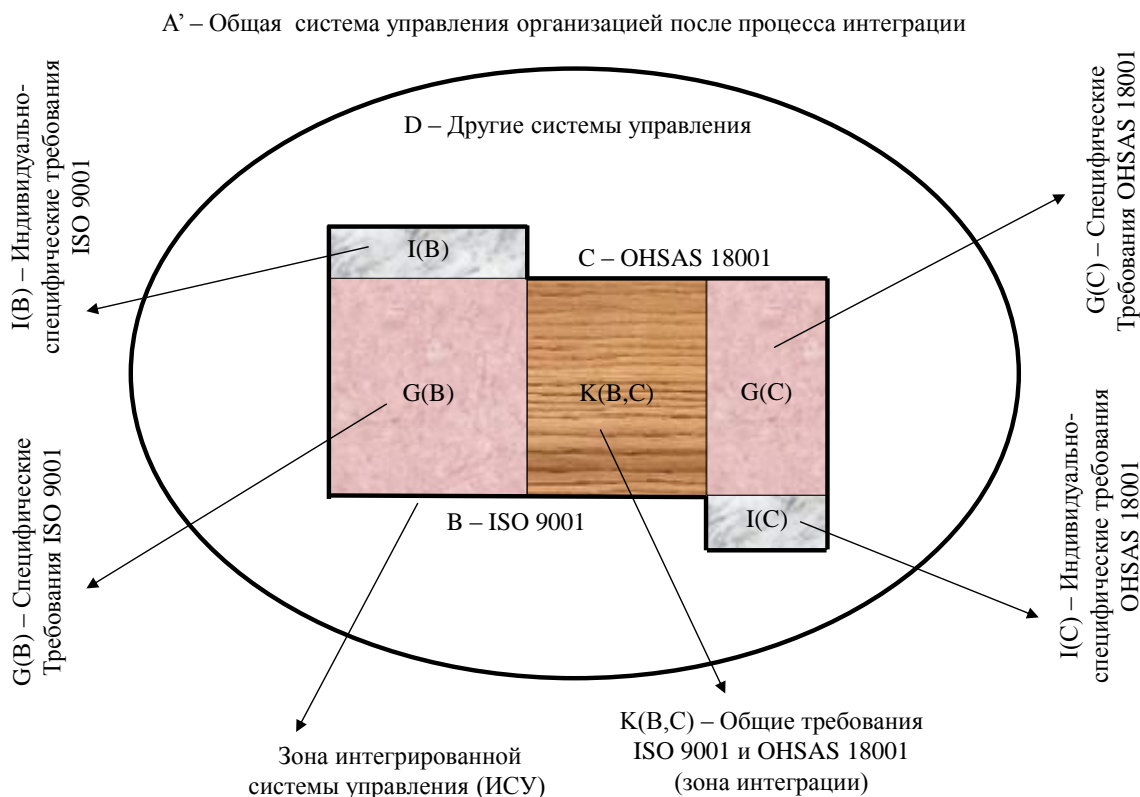 A’ – Общая система управления организацией после процесса интеграции
D – Другие системы управления
I(B) – Индивидуально-
специфические требования
ISO 9001
G(C) – Специфические
Требования OHSAS 18001
I(B)
C – OHSAS 18001
G(B)
K(B,C)
G(C)
B – ISO 9001
I(C)
G(B) – Специфические
Требования ISO 9001
I(C) – Индивидуально-
специфические требования
OHSAS 18001
Зона интегрированной
системы управления (ИСУ)
K(B,C) – Общие требования
ISO 9001 и OHSAS 18001
(зона интеграции)